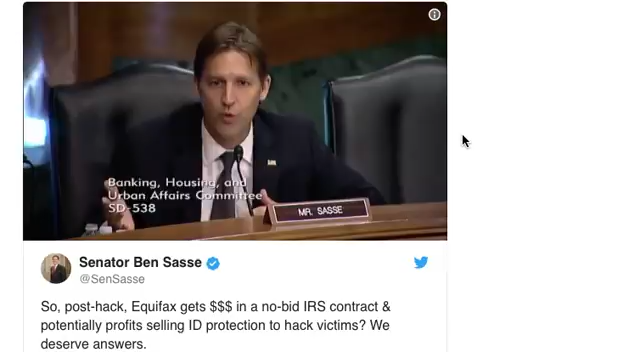 Banking, Housing, and
Urban Affairs Committee
SD-538
MR. SASSE
Senator Ben Sasse
@SenSasse
So, post-hack, Equifax gets $$$ in a no-bid IRS contract &
potentially profits selling ID protection to hack victims? We
deserve answers.